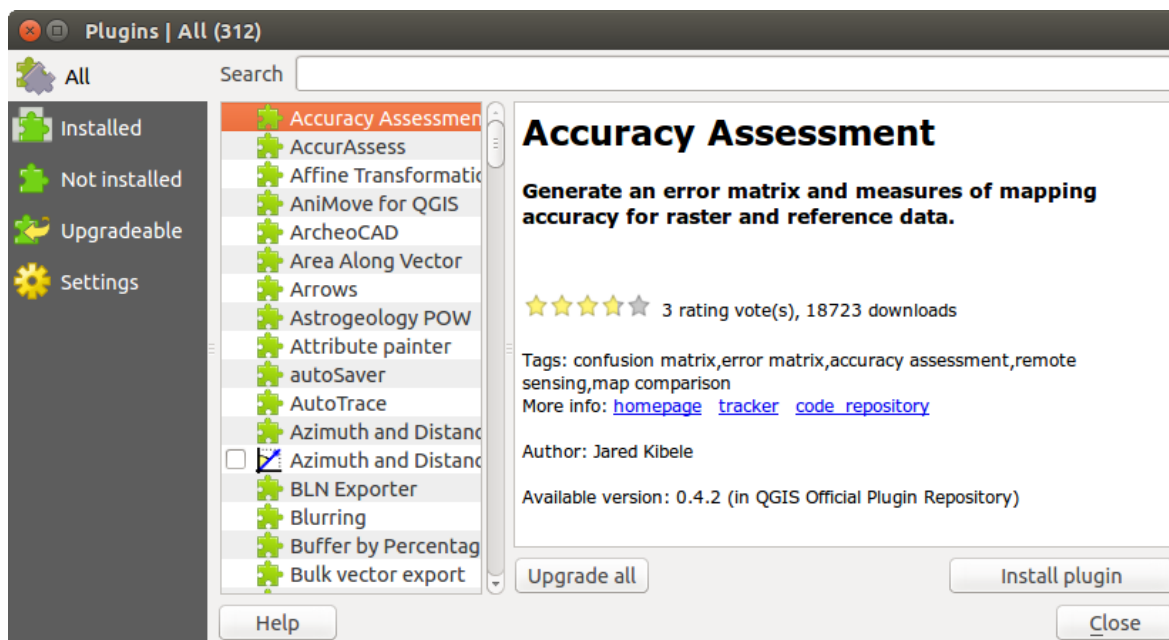 Plugins | All (312)
All
Search
Installed
Not installed
Upgradeable
Settings
Accuracy Assessmen
AccurAssess
Affine Transformatic
AniMove for QGIS
ArcheoCAD
Area Along Vector
Arrows
Astrogeology POW
Attribute painter
autoSaver
AutoTrace
Azimuth and Distanc
Azimuth and Distanc
BLN Exporter
Blurring
Buffer by Percentag
Bulk vector export
Accuracy Assessment
Generate an error matrix and measures of mapping
accuracy for raster and reference data.
3 rating vote(s), 18723 downloads
Tags: confusion matrix,error matrix,accuracy assessment,remote
sensing,map comparison
More info: homepage tracker code_repository
Author: Jared Kibele
Available version: 0.4.2 (in QGIS Official Plugin Repository)
Upgrade all
Install plugin
Help
Close